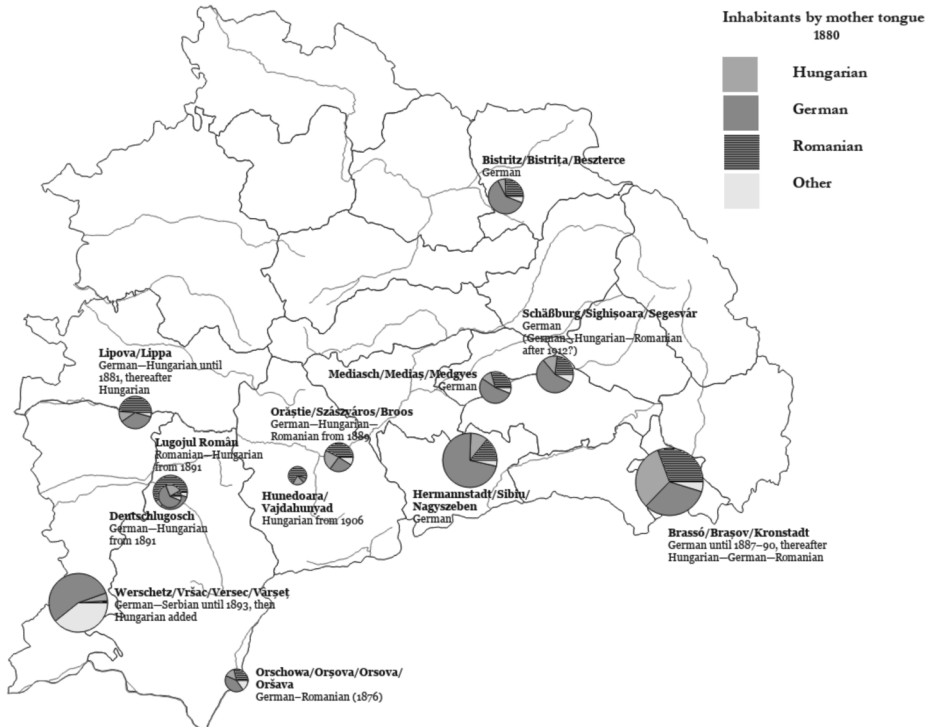 Inhabitants by mother tongue
1880
Hungarian
German
Romanian
Other
Bistritz/Bistrița/Beszterce
German
Schäßburg/Sighișoara/Segesvár
German
(German—Hungarian—Romanian
after 1912?)
Mediasch/Mediaș/Medgyes
German
Lipova/Lippa
German—Hungarian until
1881, thereafter
Hungarian
Orăștie/Szászváros/Broos
German—Hungarian—
Romanian from 1889
Lugojul Român
Romanian—Hungarian
from 1891
Hunedoara/
Vajdahunyad
Hungarian from 1906
Hermannstadt/Sibiu/
Nagyszeben
German
Deutschlugosch
German—Hungarian
from 1891
Brassó/Brașov/Kronstadt
German until 1887–90, thereafter
Hungarian—German—Romanian
Werschetz/Vršac/Versec/Vârșeț
German—Serbian until 1893, then
Hungarian added
Orschowa/Orșova/Orsova/
Oršava
German–Romanian (1876)